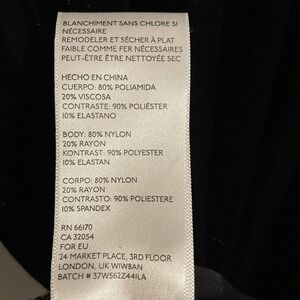 BLANCHIMENT SANS CHLORE SI
NÉCESSAIRE
REMODELER ET SÉCHER À PLAT
FAIBLE COMME FER NÉCESSAIRES
PEUT-ÊTRE ÊTRE NETTOYÉE SEC
HECHO EN CHINA
CUERPO: 80% POLIAMIDA
20% VISCOSA
CONTRASTE: 90% POLIÉSTER
10% ELASTANO
BODY: 80% NYLON
20% RAYON
KONTRAST: 90% POLYESTER
10% ELASTAN
CORPO: 80% NYLON
20% RAYON
CONTRASTO: 90% POLIESTERE
10% SPANDEX
RN 66170
CA 32054
FOR EU
24 MARKET PLACE, 3RD FLOOR
LONDON, UK W1W8AN
BATCH # 37W562Z441LA